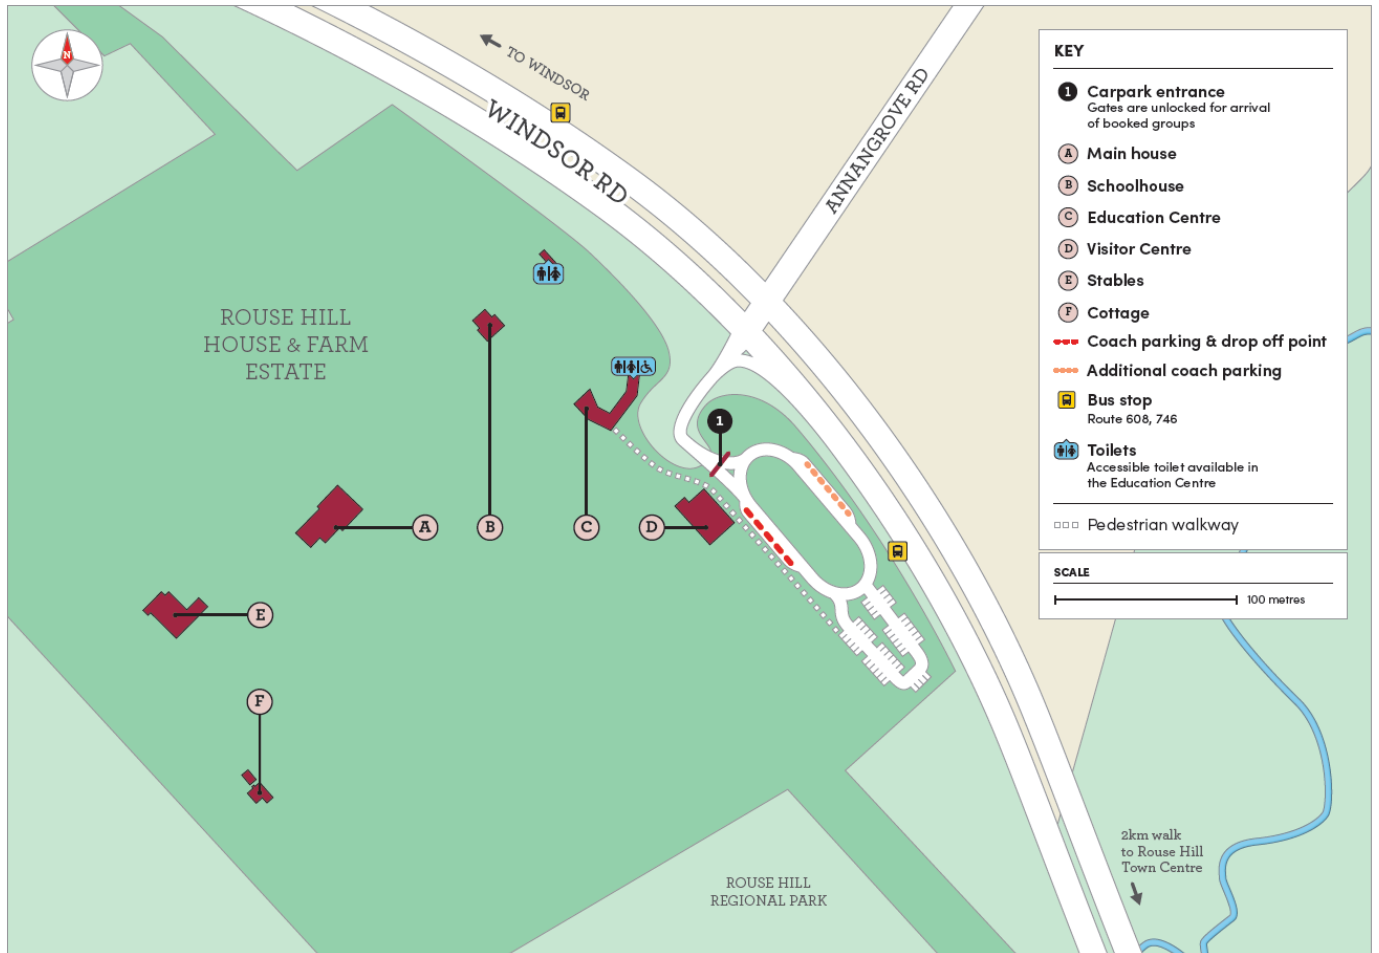 N
TO WINDSOR
WINDSOR RD
ANNANGROVE RD
ROUSE HILL
HOUSE & FARM
ESTATE
1
A
B
C
D
E
F
ROUSE HILL
REGIONAL PARK
2km walk
to Rouse Hill
Town Centre
KEY
1 Carpark entrance
Gates are unlocked for arrival
of booked groups
A Main house
B Schoolhouse
C Education Centre
D Visitor Centre
E Stables
F Cottage
Coach parking & drop off point
Additional coach parking
Bus stop
Route 608, 746
Toilets
Accessible toilet available in
the Education Centre
Pedestrian walkway
SCALE
100 metres